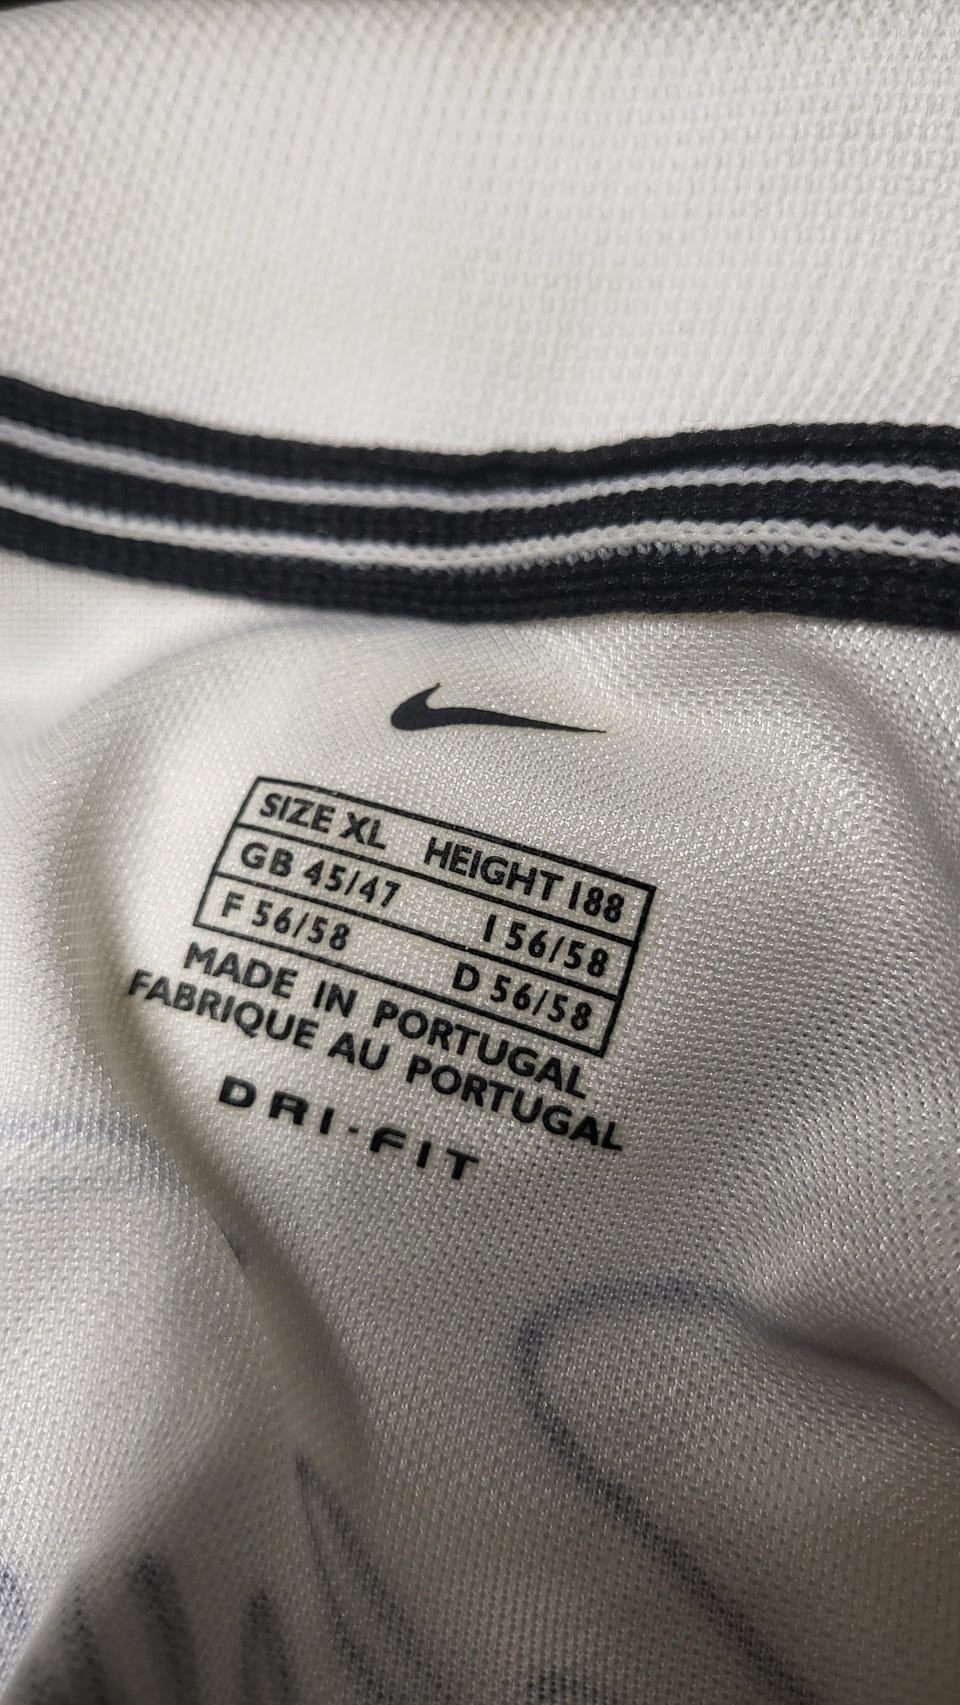 SIZE XL HEIGHT 188
GB 45/47 I 56/58
F 56/58 D 56/58
MADE IN PORTUGAL
FABRIQUE AU PORTUGAL
DRI-FIT